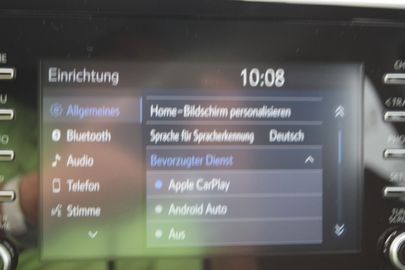 Einrichtung 10:08
Allgemeines Home-Bildschirm personalisieren
Bluetooth Sprache für Spracherkennung Deutsch
Audio Bevorzugter Dienst
Telefon Apple CarPlay
Stimme Android Auto
Aus